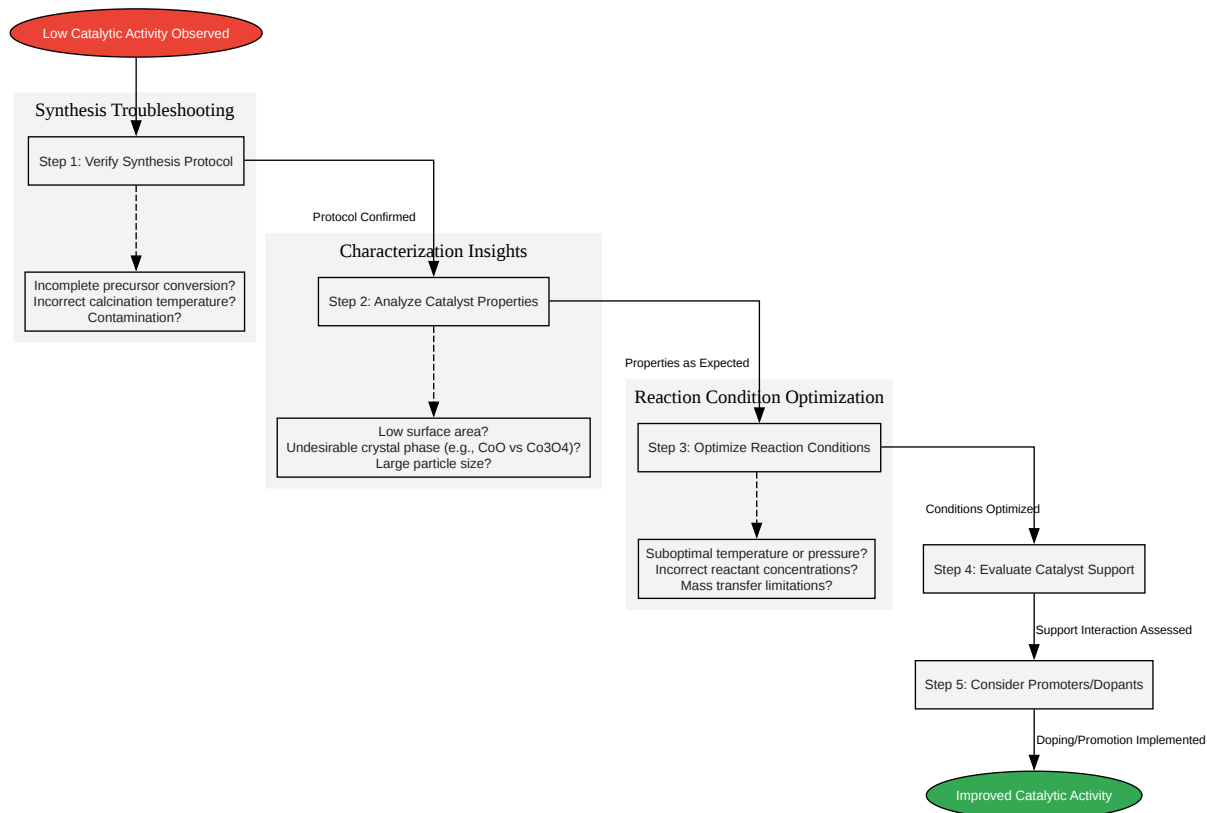 Low Catalytic Activity Observed
Synthesis Troubleshooting
Step 1: Verify Synthesis Protocol
Incomplete precursor conversion?
Incorrect calcination temperature?
Contamination?
Protocol Confirmed
Characterization Insights
Step 2: Analyze Catalyst Properties
Low surface area?
Undesirable crystal phase (e.g., CoO vs Co3O4)?
Large particle size?
Properties as Expected
Reaction Condition Optimization
Step 3: Optimize Reaction Conditions
Suboptimal temperature or pressure?
Incorrect reactant concentrations?
Mass transfer limitations?
Conditions Optimized
Step 4: Evaluate Catalyst Support
Support Interaction Assessed
Step 5: Consider Promoters/Dopants
Doping/Promotion Implemented
Improved Catalytic Activity